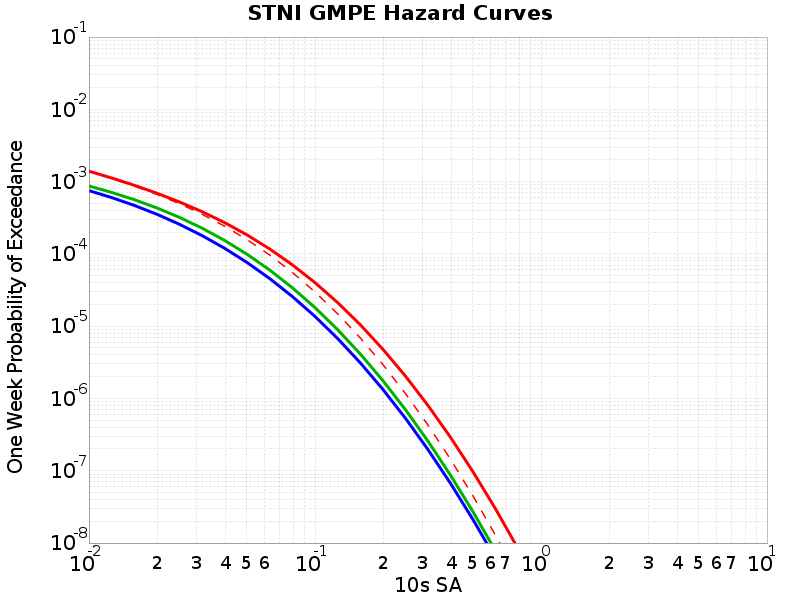 STNI GMPE Hazard Curves
One Week Probability of Exceedance
10^-1
10^-2
10^-3
10^-4
10^-5
10^-6
10^-7
10^-8
10^-2 2 3 4 5 6 10^-1 2 3 4 5 6 7 10^0 2 3 4 5 6 7 10^1
10s SA